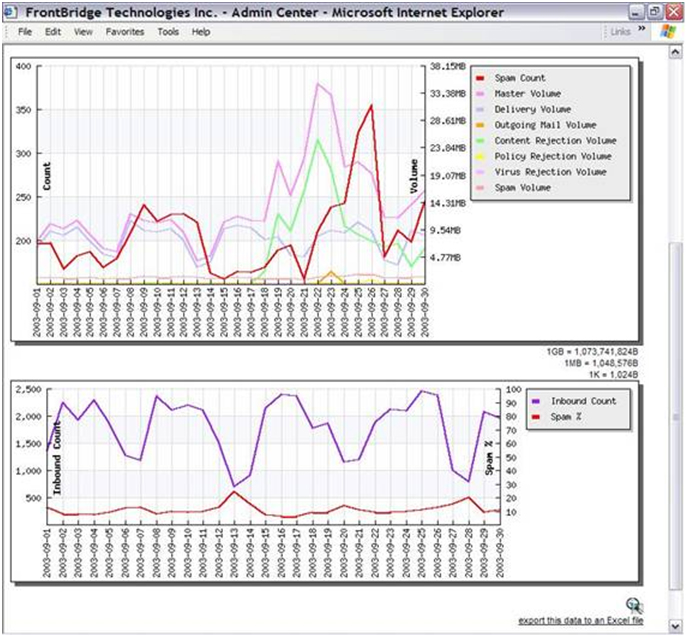 FrontBridge Technologies Inc. - Admin Center - Microsoft Internet Explorer
File Edit View Favorites Tools Help Links »
400
350
300
250
200
Count
38.15MB
33.38MB
28.61MB
23.84MB
19.07MB
14.31MB
9.54MB
4.77MB
Volume
Spam Count
Master Volume
Delivery Volume
Outgoing Mail Volume
Content Rejection Volume
Policy Rejection Volume
Virus Rejection Volume
Spam Volume
2003-09-01
2003-09-02
2003-09-03
2003-09-04
2003-09-05
2003-09-06
2003-09-07
2003-09-08
2003-09-09
2003-09-10
2003-09-11
2003-09-12
2003-09-13
2003-09-14
2003-09-15
2003-09-16
2003-09-17
2003-09-18
2003-09-19
2003-09-20
2003-09-21
2003-09-22
2003-09-23
2003-09-24
2003-09-25
2003-09-26
2003-09-27
2003-09-28
2003-09-29
2003-09-30
1GB = 1,073,741,824B
1MB = 1,048,576B
1K = 1,024B
2,500
2,000
1,500
1,000
500
Inbound Count
100
90
80
70
60
50
40
30
20
10
Spam %
Inbound Count
Spam %
2003-09-01
2003-09-02
2003-09-03
2003-09-04
2003-09-05
2003-09-06
2003-09-07
2003-09-08
2003-09-09
2003-09-10
2003-09-11
2003-09-12
2003-09-13
2003-09-14
2003-09-15
2003-09-16
2003-09-17
2003-09-18
2003-09-19
2003-09-20
2003-09-21
2003-09-22
2003-09-23
2003-09-24
2003-09-25
2003-09-26
2003-09-27
2003-09-28
2003-09-29
2003-09-30
export this data to an Excel file